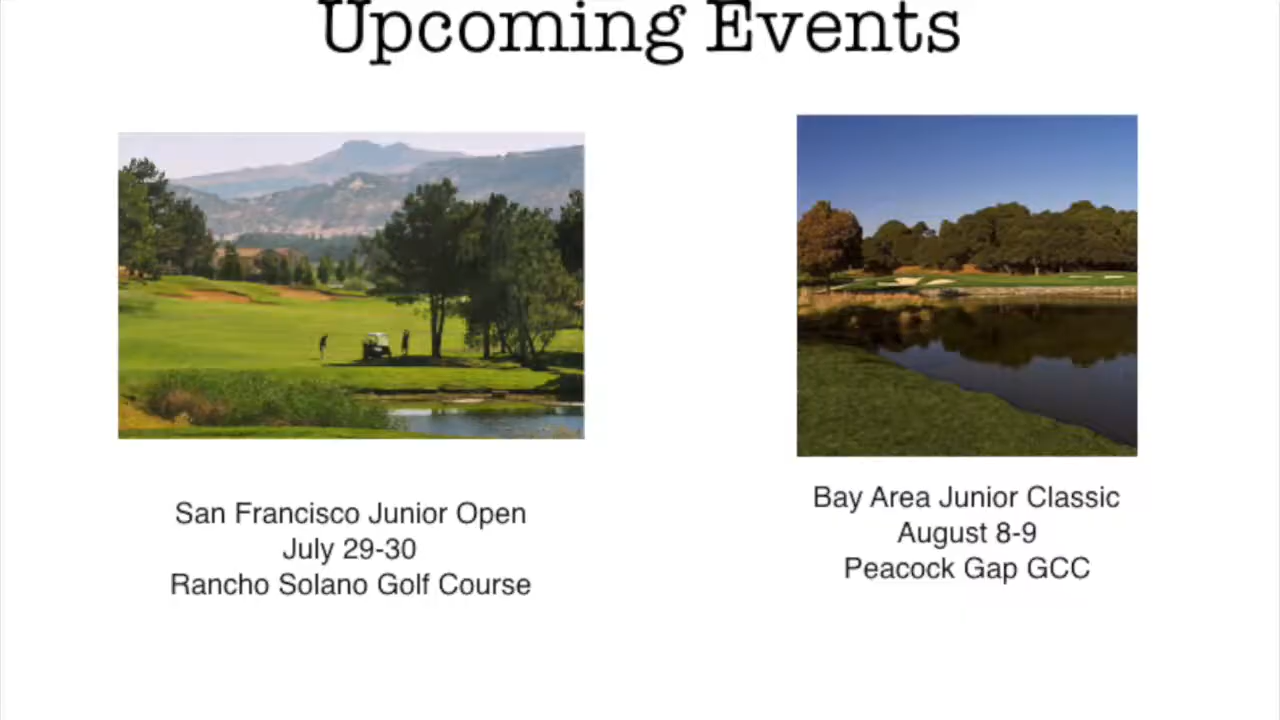 Upcoming Events
San Francisco Junior Open
July 29-30
Rancho Solano Golf Course
Bay Area Junior Classic
August 8-9
Peacock Gap GCC